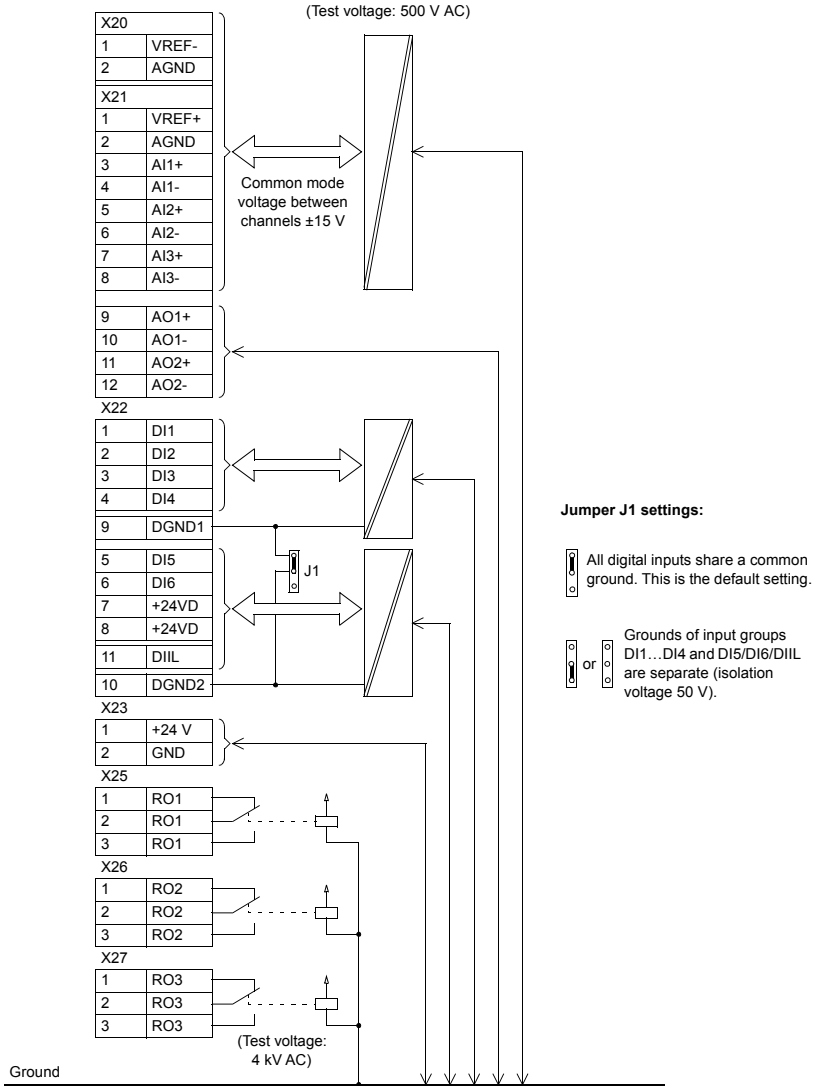 (Test voltage: 500 V AC)
X20
1 VREF-
2 AGND
X21
1 VREF+
2 AGND
3 AI1+
4 AI1-
5 AI2+
6 AI2-
7 AI3+
8 AI3-
Common mode
voltage between
channels ±15 V
9 AO1+
10 AO1-
11 AO2+
12 AO2-
X22
1 DI1
2 DI2
3 DI3
4 DI4
9 DGND1
5 DI5
6 DI6
7 +24VD
8 +24VD
11 DIIL
10 DGND2
J1
Jumper J1 settings:
All digital inputs share a common
ground. This is the default setting.
or
Grounds of input groups
DI1…DI4 and DI5/DI6/DIIL
are separate (isolation
voltage 50 V).
X23
1 +24 V
2 GND
X25
1 RO1
2 RO1
3 RO1
X26
1 RO2
2 RO2
3 RO2
X27
1 RO3
2 RO3
3 RO3
(Test voltage:
4 kV AC)
Ground